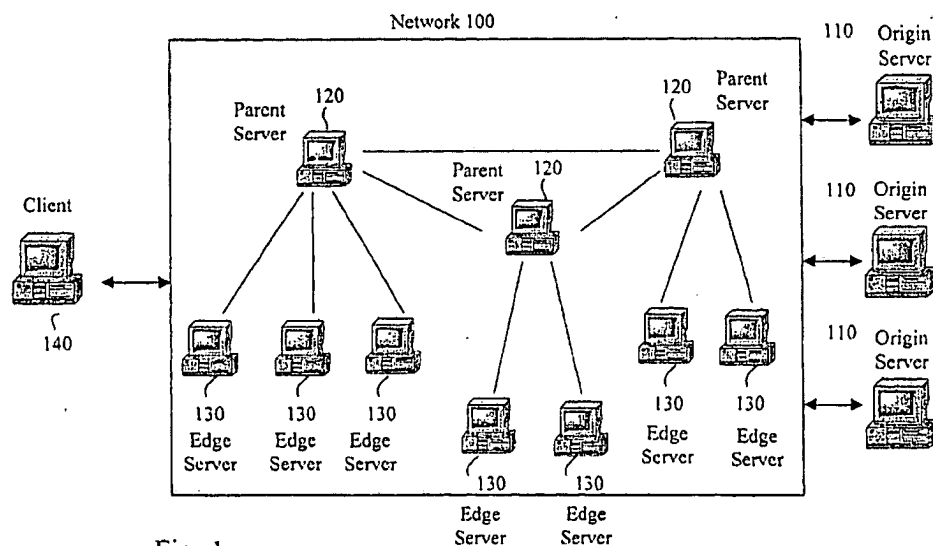 Network 100
110 Origin
Server
120
Parent
Server
120 Parent
Server
Parent
Server
120
Client
140
110 Origin
Server
110 Origin
Server
130
Edge
Server
130
Edge
Server
130
Edge
Server
130
Edge
Server
130
Edge
Server
130
Edge
Server
130
Edge
Server